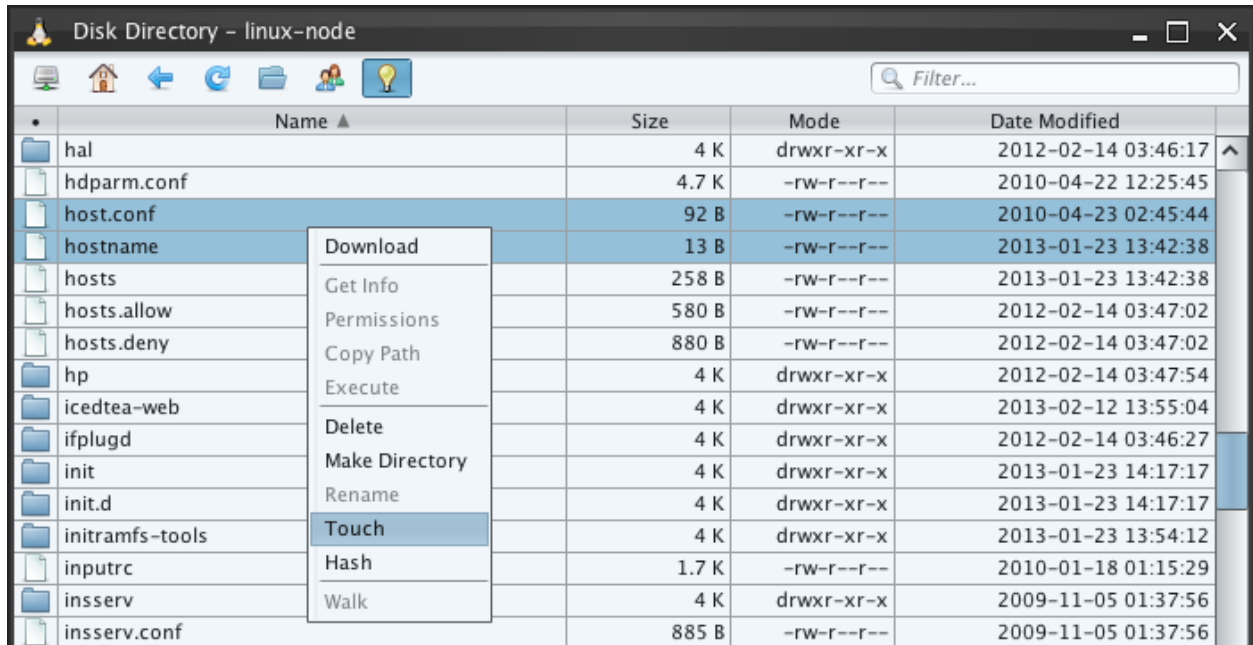 Disk Directory - linux-node
Filter...
• Name ▲ Size Mode Date Modified
hal 4 K drwxr-xr-x 2012-02-14 03:46:17
hdparm.conf 4.7 K -rw-r--r-- 2010-04-22 12:25:45
host.conf 92 B -rw-r--r-- 2010-04-23 02:45:44
hostname 13 B -rw-r--r-- 2013-01-23 13:42:38
hosts 258 B -rw-r--r-- 2013-01-23 13:42:38
hosts.allow 580 B -rw-r--r-- 2012-02-14 03:47:02
hosts.deny 880 B -rw-r--r-- 2012-02-14 03:47:02
hp 4 K drwxr-xr-x 2012-02-14 03:47:54
icedtea-web 4 K drwxr-xr-x 2013-02-12 13:55:04
ifplugd 4 K drwxr-xr-x 2012-02-14 03:46:27
init 4 K drwxr-xr-x 2013-01-23 14:17:17
init.d 4 K drwxr-xr-x 2013-01-23 14:17:17
initramfs-tools 4 K drwxr-xr-x 2013-01-23 13:54:12
inputrc 1.7 K -rw-r--r-- 2010-01-18 01:15:29
insserv 4 K drwxr-xr-x 2009-11-05 01:37:56
insserv.conf 885 B -rw-r--r-- 2009-11-05 01:37:56
Download
Get Info
Permissions
Copy Path
Execute
Delete
Make Directory
Rename
Touch
Hash
Walk